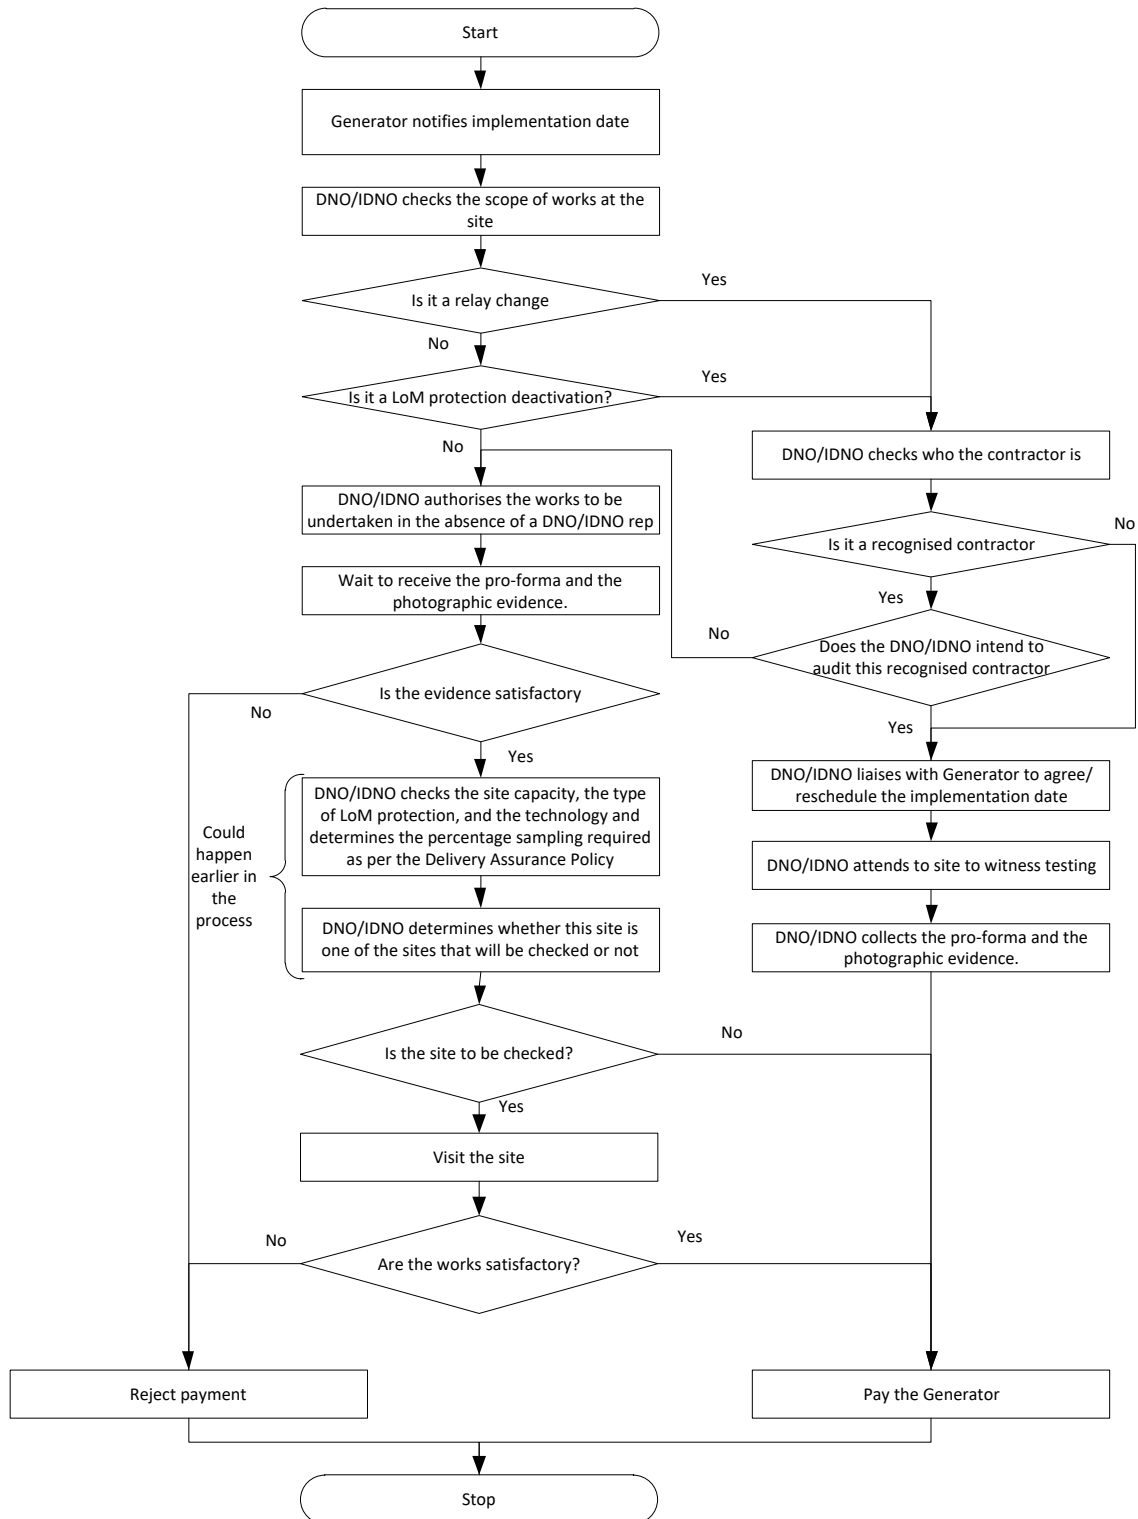 Start
Generator notifies implementation date
DNO/IDNO checks the scope of works at the
site
Is it a relay change
Yes
No
Is it a LoM protection deactivation?
Yes
No
DNO/IDNO checks who the contractor is
DNO/IDNO authorises the works to be
undertaken in the absence of a DNO/IDNO rep
Is it a recognised contractor
No
Yes
Wait to receive the pro-forma and the
photographic evidence.
Does the DNO/IDNO intend to
audit this recognised contractor
No
Yes
Is the evidence satisfactory
No
Yes
DNO/IDNO liaises with Generator to agree/
reschedule the implementation date
DNO/IDNO checks the site capacity, the type
of LoM protection, and the technology and
determines the percentage sampling required
as per the Delivery Assurance Policy
Could
happen
earlier in
the
process
DNO/IDNO attends to site to witness testing
DNO/IDNO determines whether this site is
one of the sites that will be checked or not
DNO/IDNO collects the pro-forma and the
photographic evidence.
Is the site to be checked?
No
Yes
Visit the site
Are the works satisfactory?
No
Yes
Reject payment
Pay the Generator
Stop